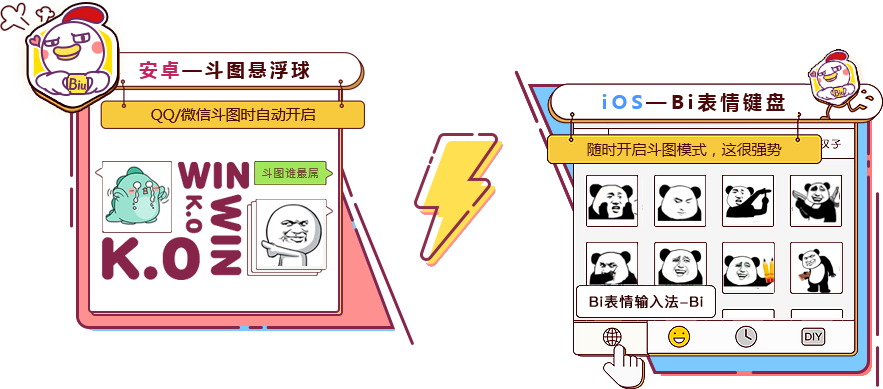 Biu
安卓—斗图悬浮球
QQ/微信斗图时自动开启
WIN
斗图谁最屌
K.O
WIN
K.O
iOS—Bi表情键盘
随时开启斗图模式，这很强势
双子
Bi表情输入法-Bi
DIY